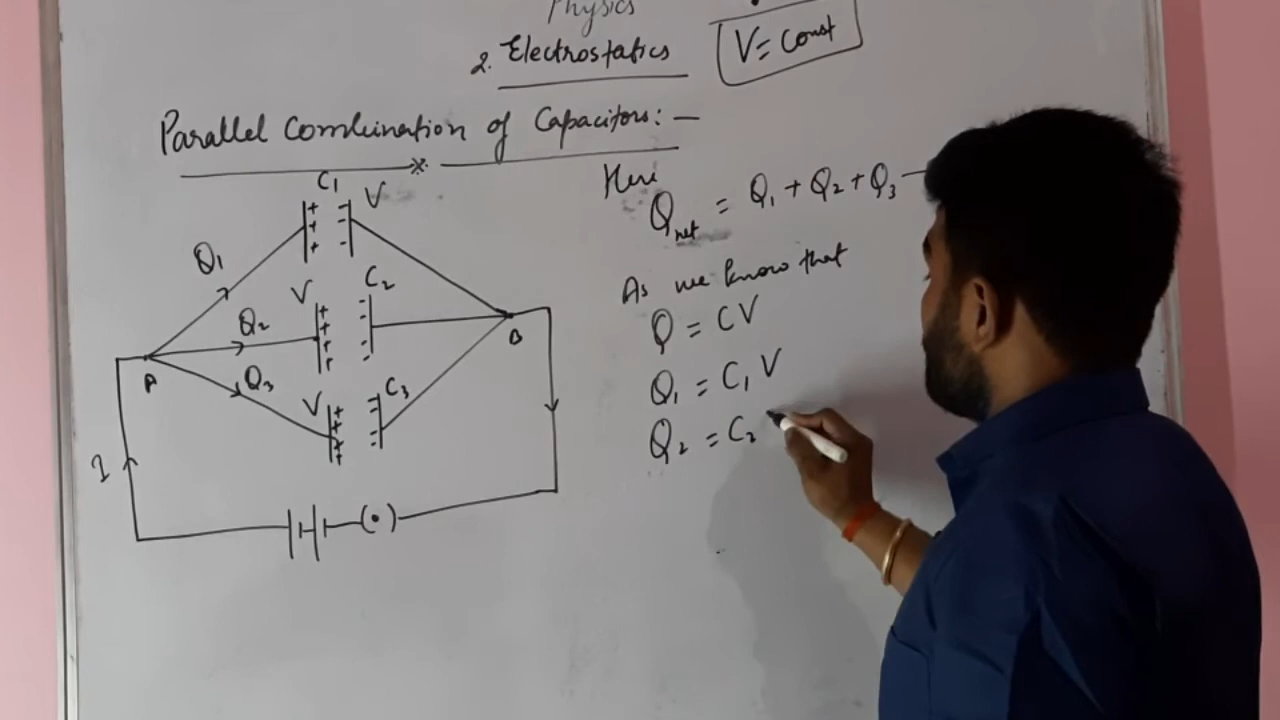 Physics
2. Electrostatics
V = Const
Parallel Combination of Capacitors: —
Here
Qnet = Q₁ + Q₂ + Q₃ —
As we know that
Q = CV
Q₁ = C₁V
Q₂ = C₂
C₁ V
+ + + - - -
Q₁
V C₂
Q₂
+ + + + - - - -
A
B
Q₃
V C₃
+ + + + - - - -
(•)